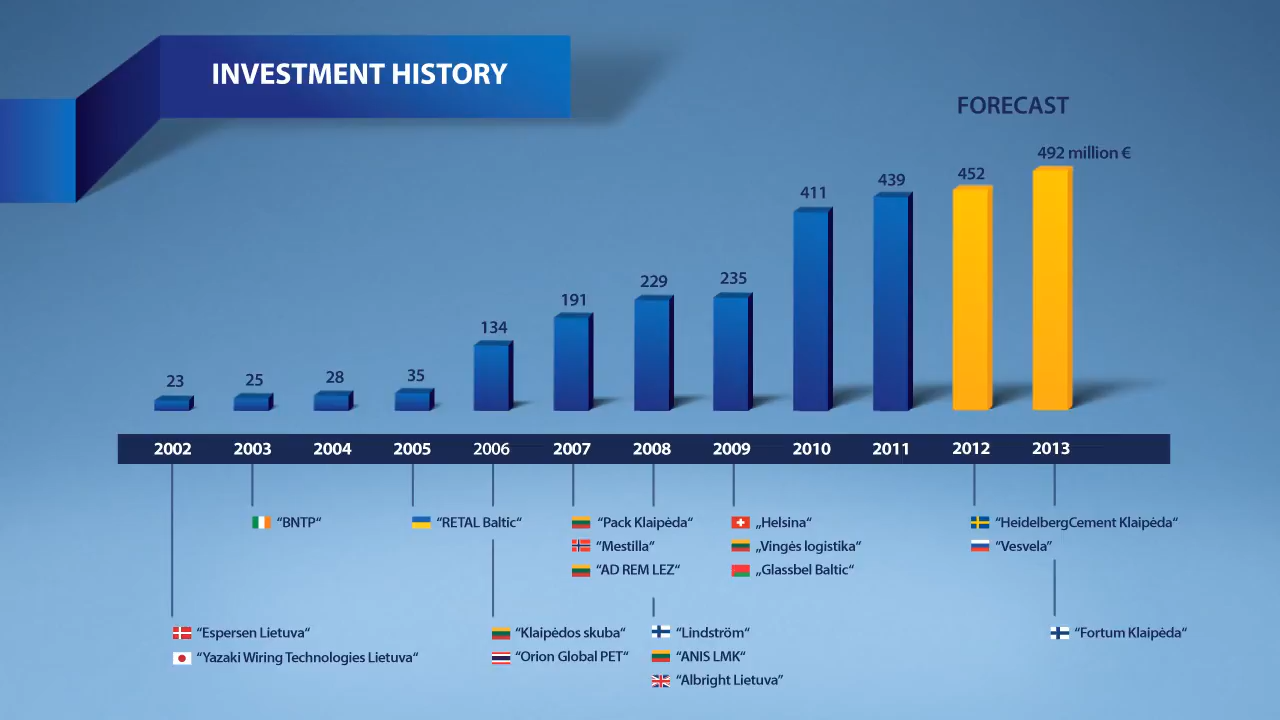 INVESTMENT HISTORY
FORECAST
492 million €
452
439
411
235
229
191
134
35
28
25
23
2002 2003 2004 2005 2006 2007 2008 2009 2010 2011 2012 2013
“BNTP“
“RETAL Baltic“
“Pack Klaipėda“
“Mestilla“
“AD REM LEZ“
„Helsina“
„Vingės logistika“
„Glassbel Baltic“
“HeidelbergCement Klaipėda“
“Vesvela”
“Espersen Lietuva“
“Yazaki Wiring Technologies Lietuva“
“Klaipėdos skuba“
“Orion Global PET“
“Lindström“
“ANIS LMK“
“Albright Lietuva”
“Fortum Klaipėda“